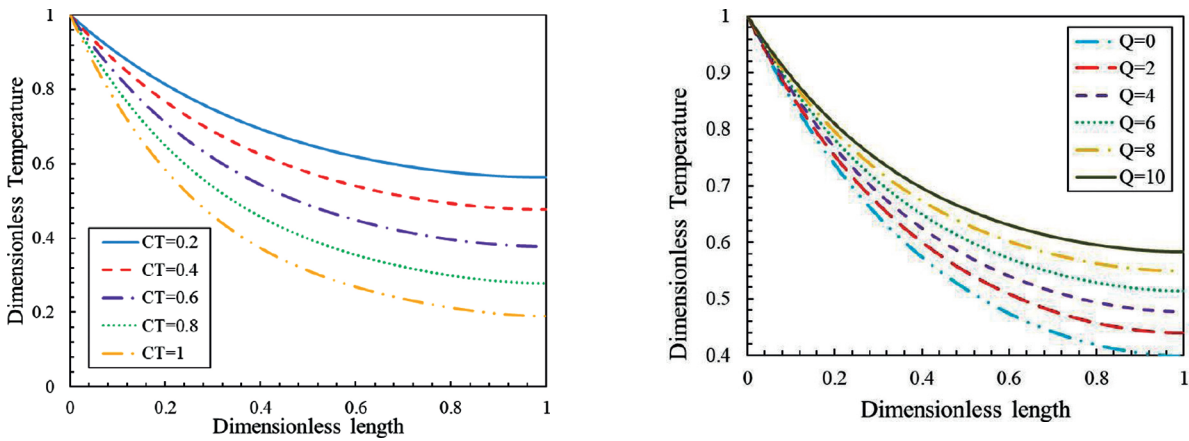 1
0.8
0.6
0.4
0.2
0
Dimensionless Temperature
CT=0.2
CT=0.4
CT=0.6
CT=0.8
CT=1
0
0.2
0.4
0.6
0.8
1
Dimensionless length
1
0.9
0.8
0.7
0.6
0.5
0.4
Dimensionless Temperature
Q=0
Q=2
Q=4
Q=6
Q=8
Q=10
0
0.2
0.4
0.6
0.8
1
Dimensionless length